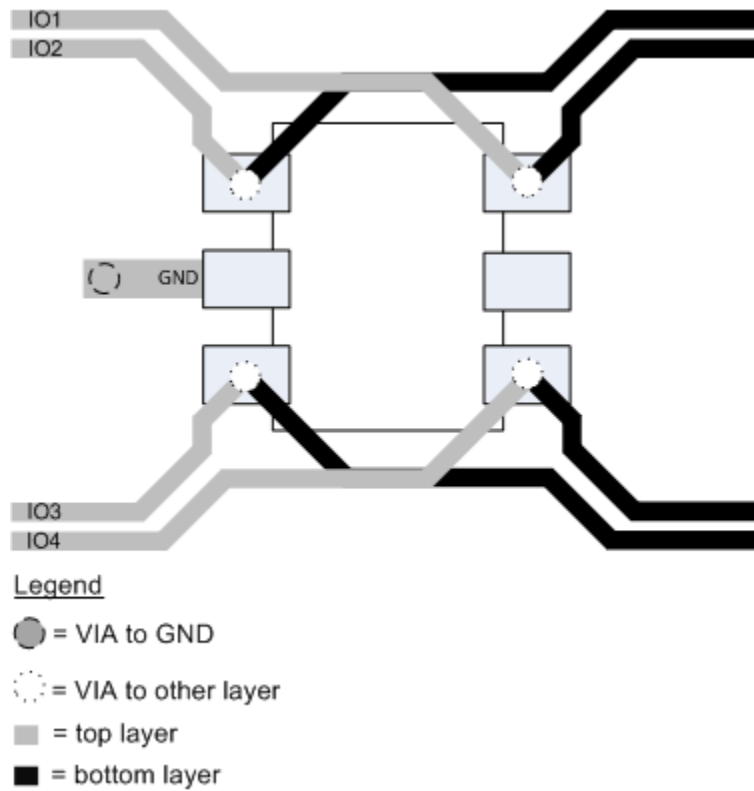 IO1
IO2
GND
IO3
IO4
Legend
= VIA to GND
= VIA to other layer
= top layer
= bottom layer